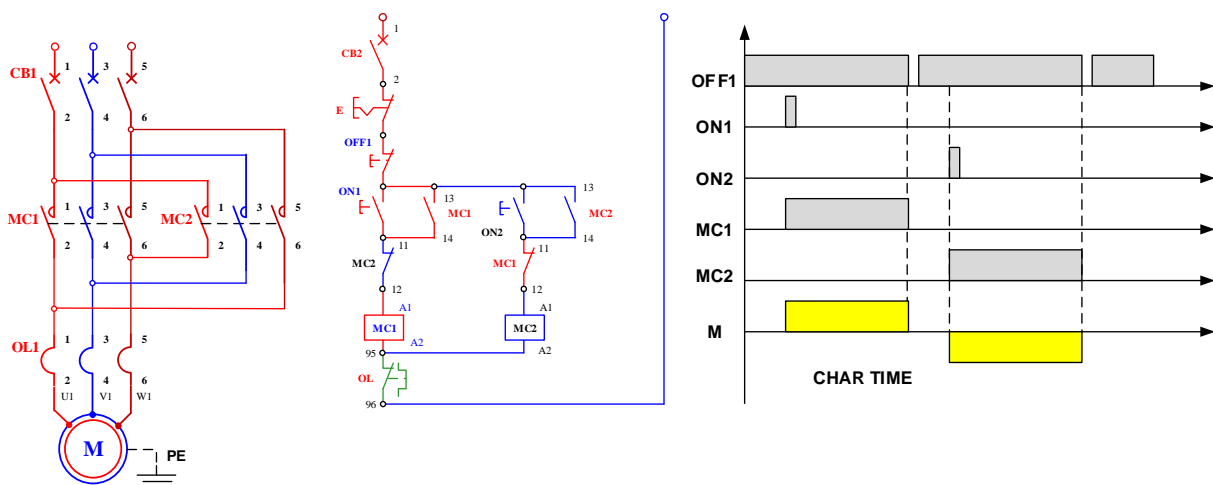 CB1
1
3
5
2
4
6
MC1
1
3
5
2
4
6
MC2
1
3
5
2
4
6
OL1
1
3
5
2
4
6
U1
V1
W1
M
PE
1
CB2
2
E
OFF1
ON1
13
MC1
14
ON2
13
MC2
14
11
MC2
12
11
MC1
12
A1
MC1
A2
A1
MC2
A2
95
OL
96
OFF1
ON1
ON2
MC1
MC2
M
CHAR TIME